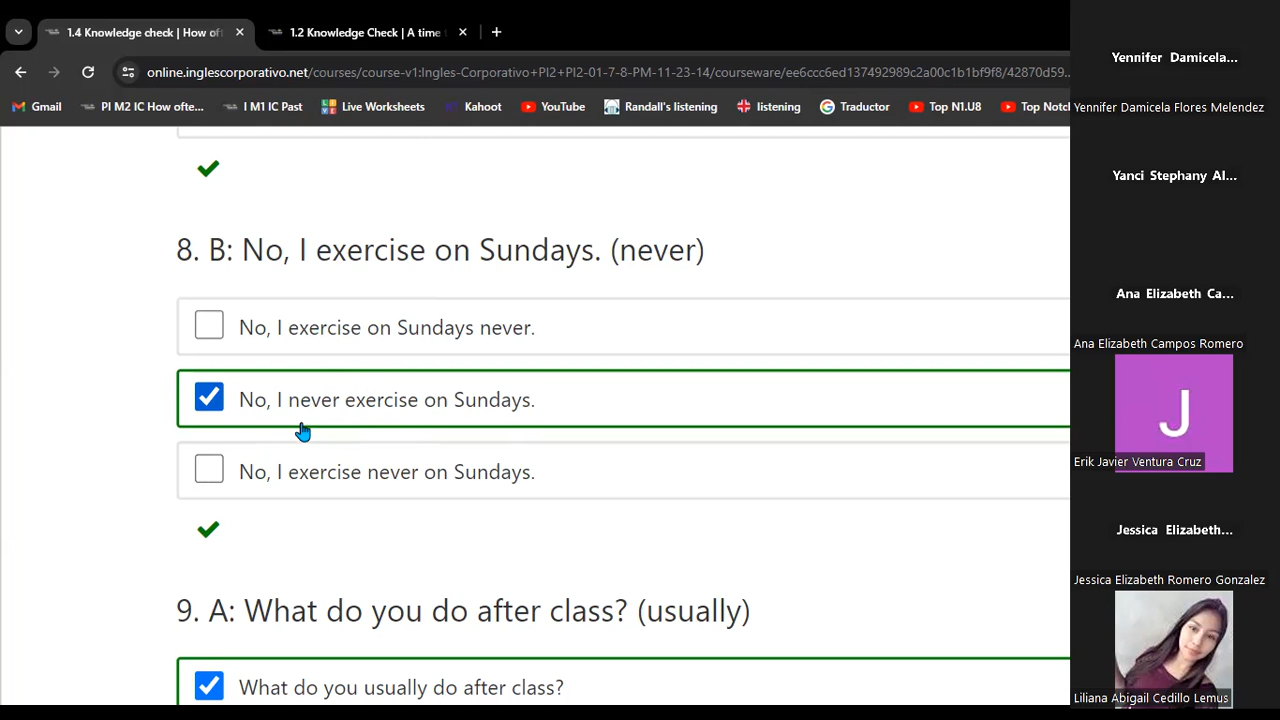 1.4 Knowledge check | How of
1.2 Knowledge Check | A time
online.inglescorporativo.net/courses/course-v1:Ingles-Corporativo+PI2+PI2-01-7-8-PM-11-23-14/courseware/ee6ccc6ed137492989c2a00c1b1bf9f8/42870d59...
Gmail
PI M2 IC How ofte...
I M1 IC Past
Live Worksheets
Kahoot
YouTube
Randall's listening
listening
Traductor
Top N1.U8
Top Notch
8. B: No, I exercise on Sundays. (never)
No, I exercise on Sundays never.
No, I never exercise on Sundays.
No, I exercise never on Sundays.
9. A: What do you do after class? (usually)
What do you usually do after class?
Yennifer Damicela...
Yennifer Damicela Flores Melendez
Yanci Stephany Al...
Ana Elizabeth Ca...
Ana Elizabeth Campos Romero
J
Erik Javier Ventura Cruz
Jessica Elizabeth...
Jessica Elizabeth Romero Gonzalez
Liliana Abigail Cedillo Lemus